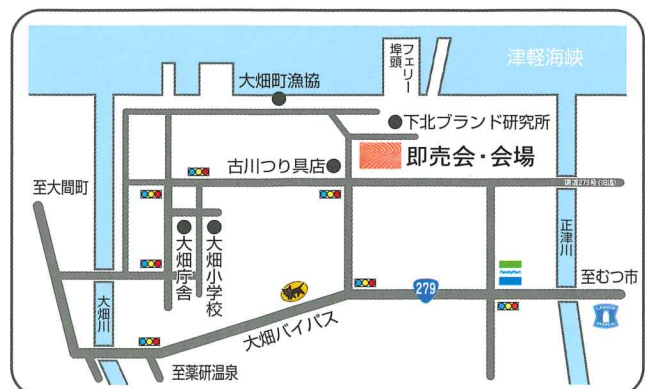 津軽海峡
フェリー
埠頭
大畑町漁協
下北ブランド研究所
古川つり具店
即売会・会場
国道279号(旧道)
至大間町
大畑庁舎
大畑小学校
正津川
大畑川
FamilyMart
279
至むつ市
大畑バイパス
LAWSON
至薬研温泉